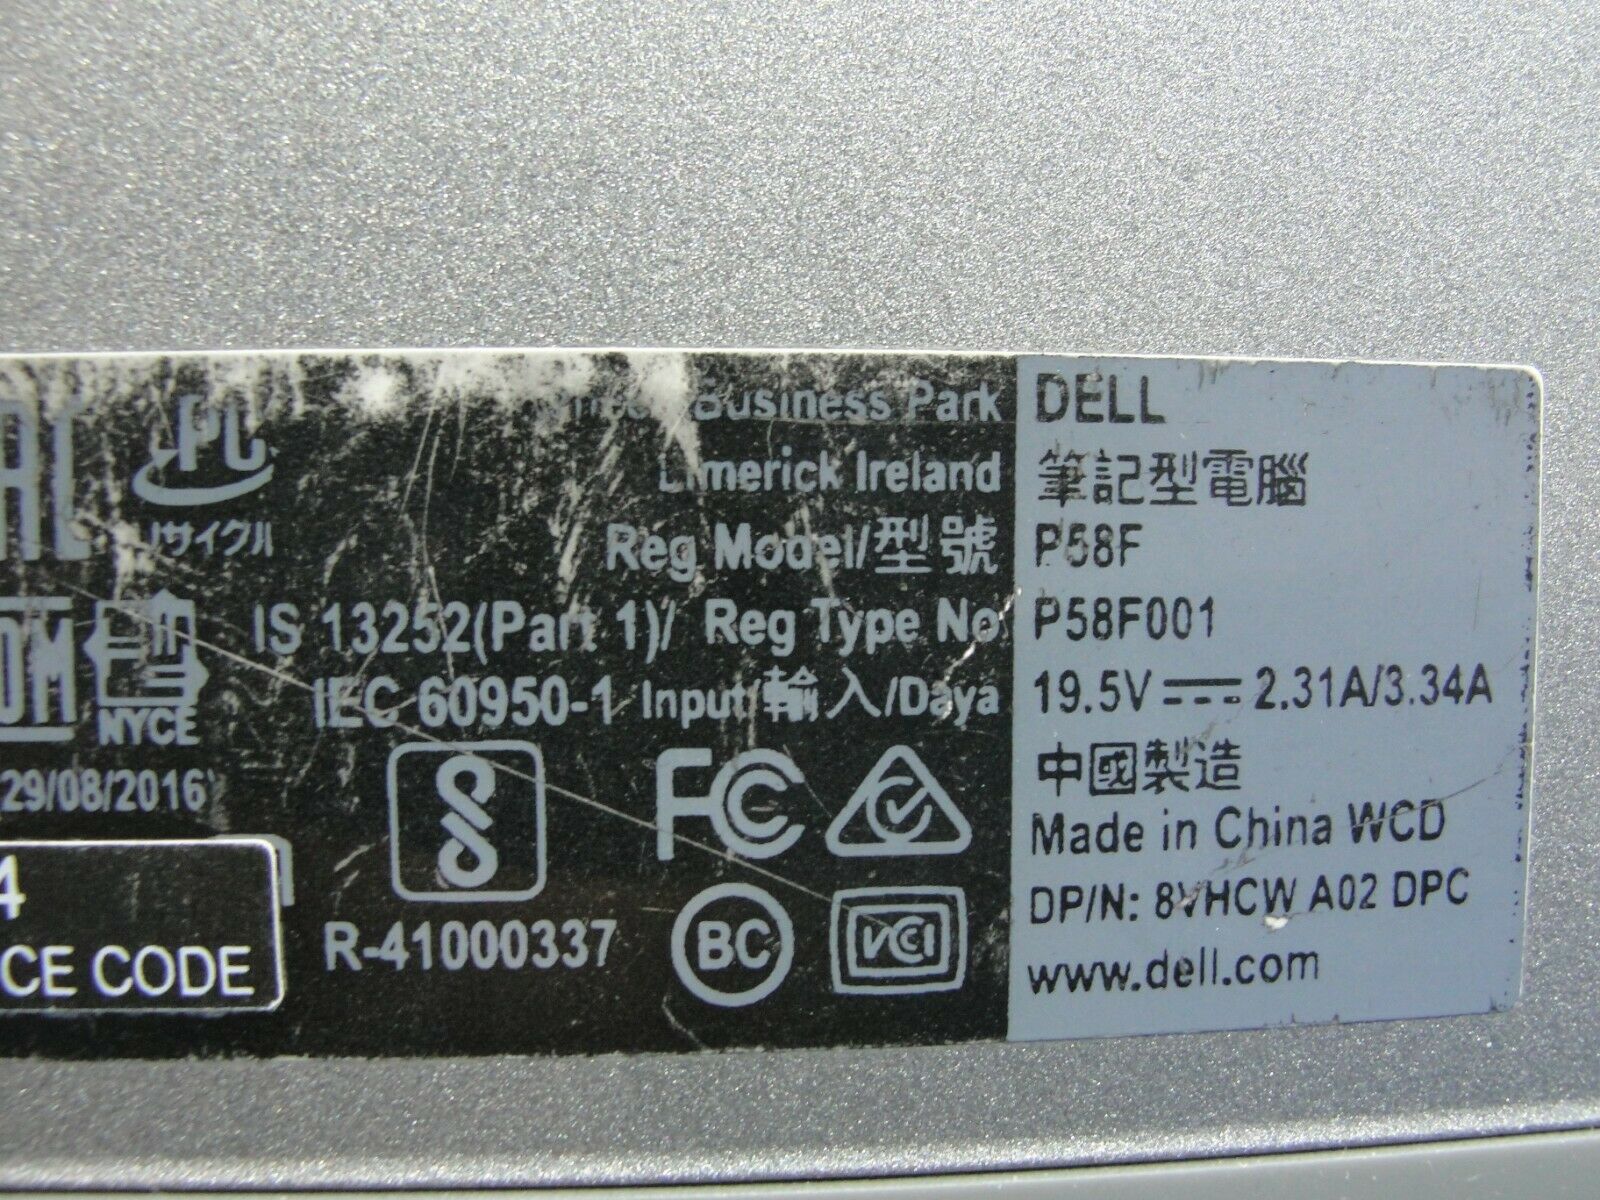 Business Park
Limerick Ireland
Reg Model/型號
IS 13252(Part 1)/ Reg Type No
IEC 60950-1 Input/輸入/Daya
リサイクル
NYCE
29/08/2016
4
CE CODE
R-41000337
FC
BC
VCCI
DELL
筆記型電腦
P58F
P58F001
19.5V 2.31A/3.34A
中國製造
Made in China WCD
DP/N: 8VHCW A02 DPC
www.dell.com